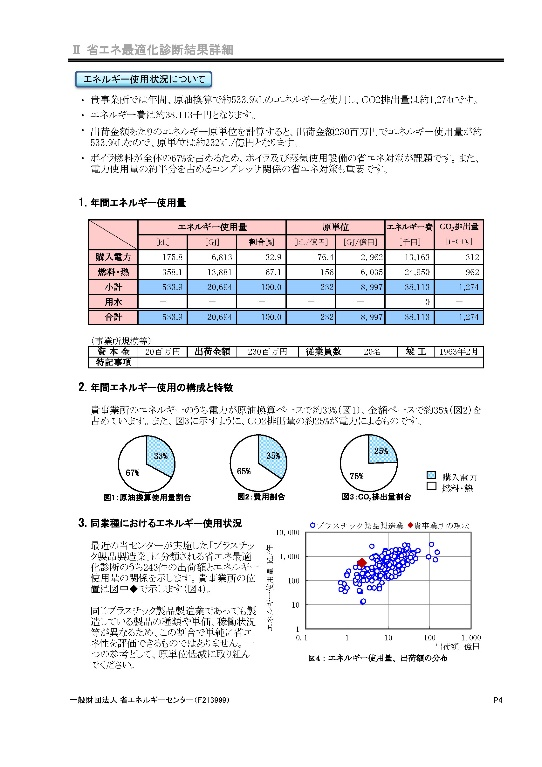 Ⅱ 省エネ最適化診断結果詳細
エネルギー使用状況について
・ 貴事業所では年間、原油換算で約533.9kLのエネルギーを使用し、CO2排出量は約1,274tです。
・ エネルギー費は約38,113千円となります。
・ 出荷金額あたりのエネルギー原単位を計算すると、出荷金額230百万円でエネルギー使用量が約
533.9kLなので、原単位は約232kL/億円となります。
・ ボイラ燃料が全体の67%を占めるため、ボイラ及び蒸気使用設備の省エネ対策が課題です。また、
電力使用量の約半分を占めるコンプレッサ関係の省エネ対策も重要です。
1. 年間エネルギー使用量
エネルギー使用量 原単位 エネルギー費 CO2排出量
[kL] [GJ] 割合[%] [kL/億円] [GJ/億円] [千円] [t-CO2]
購入電力 175.8 6,813 32.9 76.4 2,962 13,163 312
燃料・熱 358.1 13,881 67.1 156 6,035 24,950 962
小計 533.9 20,694 100.0 232 8,997 38,113 1,274
用水 － － － － － 0 －
合計 533.9 20,694 100.0 232 8,997 38,113 1,274
(事業所規模等)
資本金 20百万円 出荷金額 230百万円 従業員数 20名 竣工 1963年2月
特記事項
2. 年間エネルギー使用の構成と特徴
貴事業所のエネルギーのうち電力が原油換算ベースで約33%(図1)、金額ベースで約35%(図2)を
占めています。また、図3に示すように、CO2排出量の約25%が電力によるものです。
33%
67%
図1:原油換算使用量割合
35%
65%
図2:費用割合
25%
75%
図3:CO2排出量割合
購入電力
燃料・熱
3. 同業種におけるエネルギー使用状況
最近の当センターが実施した「プラスチッ
ク製品製造業」に分類される省エネ最適
化診断のうち243件の出荷額とエネルギー
使用量の関係を示します。貴事業所の位
置は図中◆で示します(図4)。
同じプラスチック製品製造業であっても製
造している製品の種類や単価、稼働状況
等が異なるため、この割合で単純に省エ
ネ性を評価できるものではありません。一
つの参考として、原単位低減に取り組ん
でください。
プラスチック製品製造業 ◆貴事業所の現状
エネルギー使用量 kL/年
10,000
1,000
100
10
1
0.1 1 10 100 1,000
出荷額 億円
図4:エネルギー使用量、出荷額の分布
一般財団法人 省エネルギーセンター(F213999)
P4